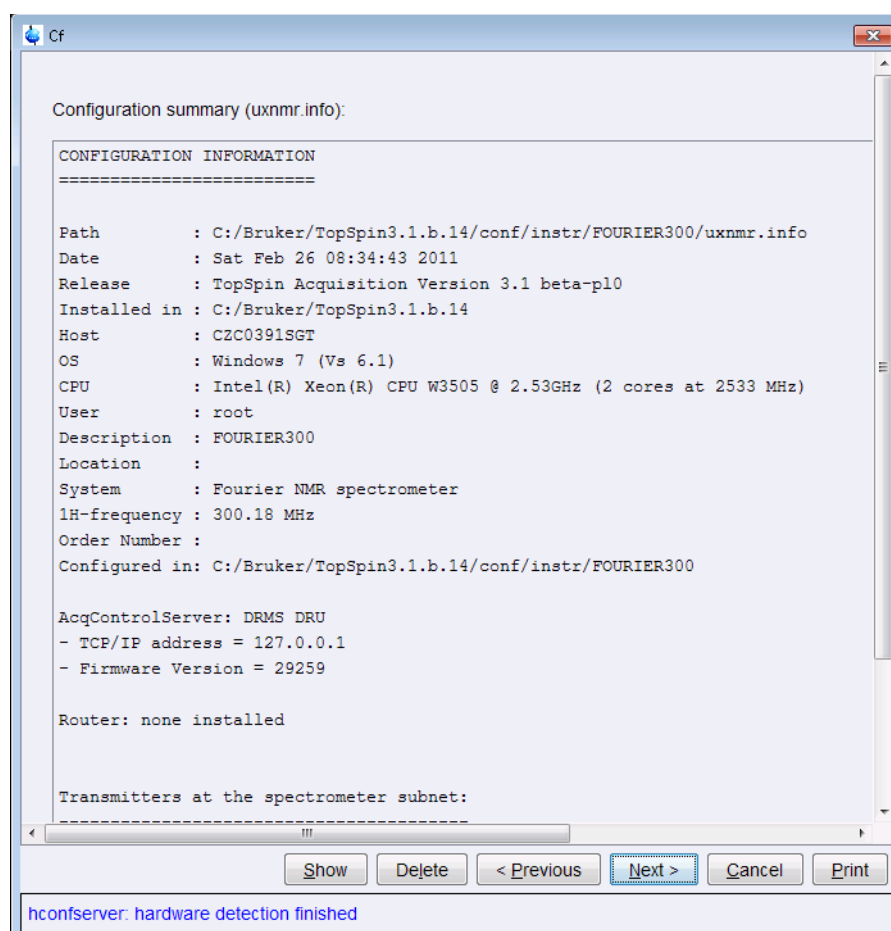 Cf
Configuration summary (uxnmr.info):
CONFIGURATION INFORMATION
=========================
Path : C:/Bruker/TopSpin3.1.b.14/conf/instr/FOURIER300/uxnmr.info
Date : Sat Feb 26 08:34:43 2011
Release : TopSpin Acquisition Version 3.1 beta-pl0
Installed in : C:/Bruker/TopSpin3.1.b.14
Host : CZC0391SGT
OS : Windows 7 (Vs 6.1)
CPU : Intel(R) Xeon(R) CPU W3505 @ 2.53GHz (2 cores at 2533 MHz)
User : root
Description : FOURIER300
Location :
System : Fourier NMR spectrometer
1H-frequency : 300.18 MHz
Order Number :
Configured in: C:/Bruker/TopSpin3.1.b.14/conf/instr/FOURIER300
AcqControlServer: DRMS DRU
- TCP/IP address = 127.0.0.1
- Firmware Version = 29259
Router: none installed
Transmitters at the spectrometer subnet:
----------------------------------------
Show Delete < Previous Next > Cancel Print
hconfserver: hardware detection finished